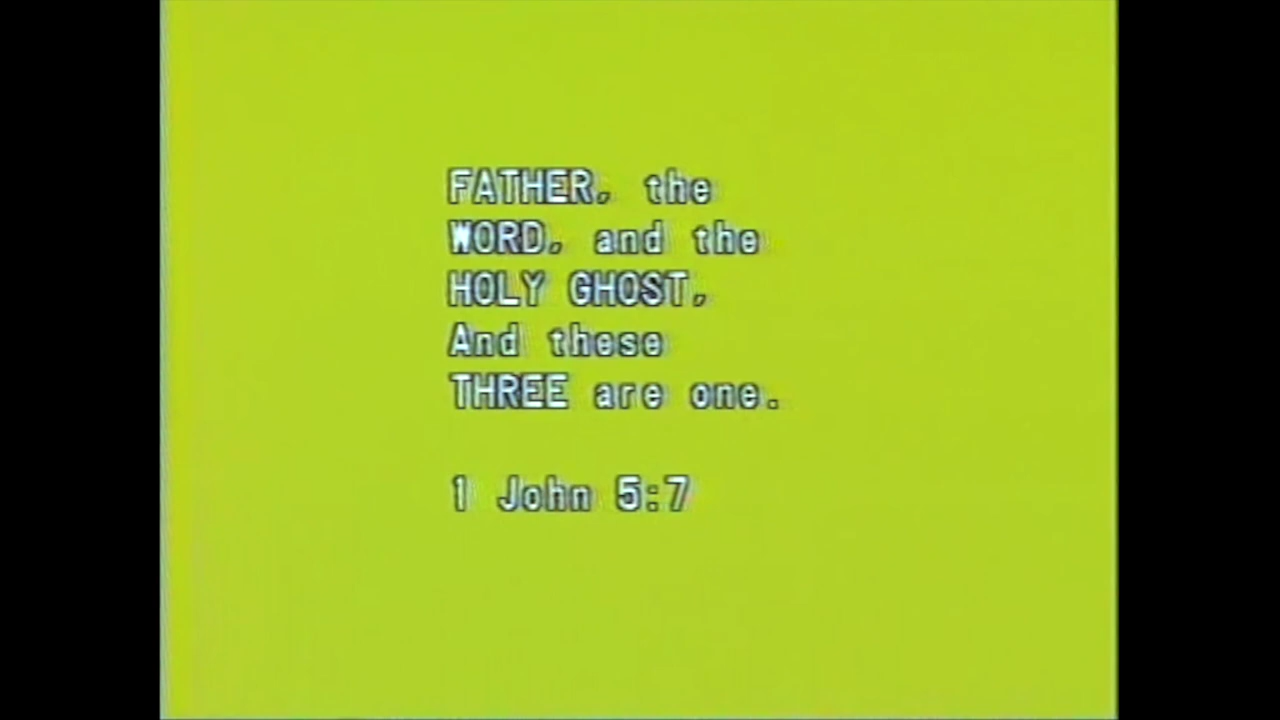 FATHER, the
WORD, and the
HOLY GHOST,
And these
THREE are one.
1 John 5:7